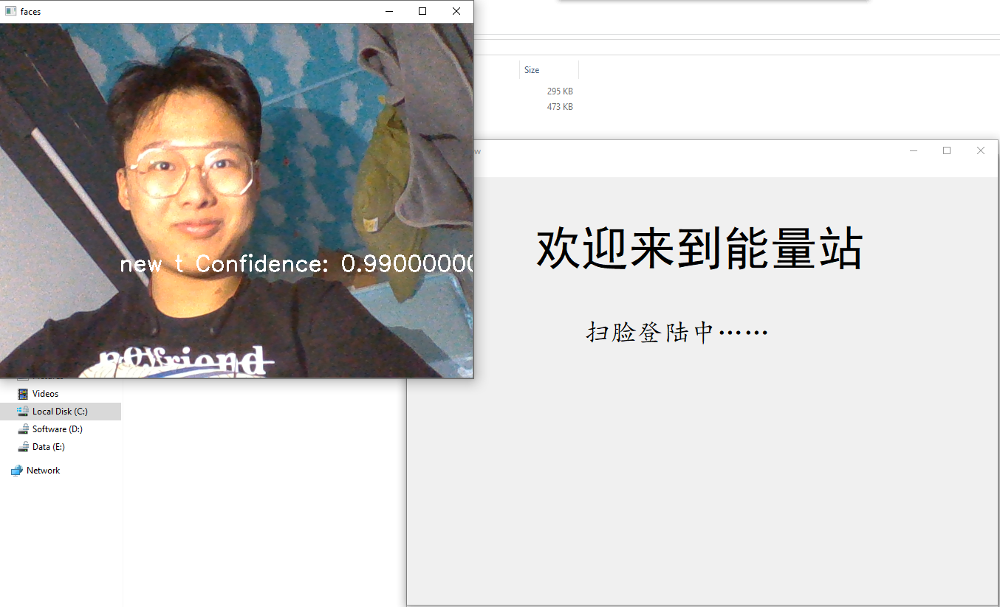 faces
Size
295 KB
473 KB
w
欢迎来到能量站
new t Confidence: 0.99000000
扫脸登陆中……
Videos
Local Disk (C:)
Software (D:)
Data (E:)
Network